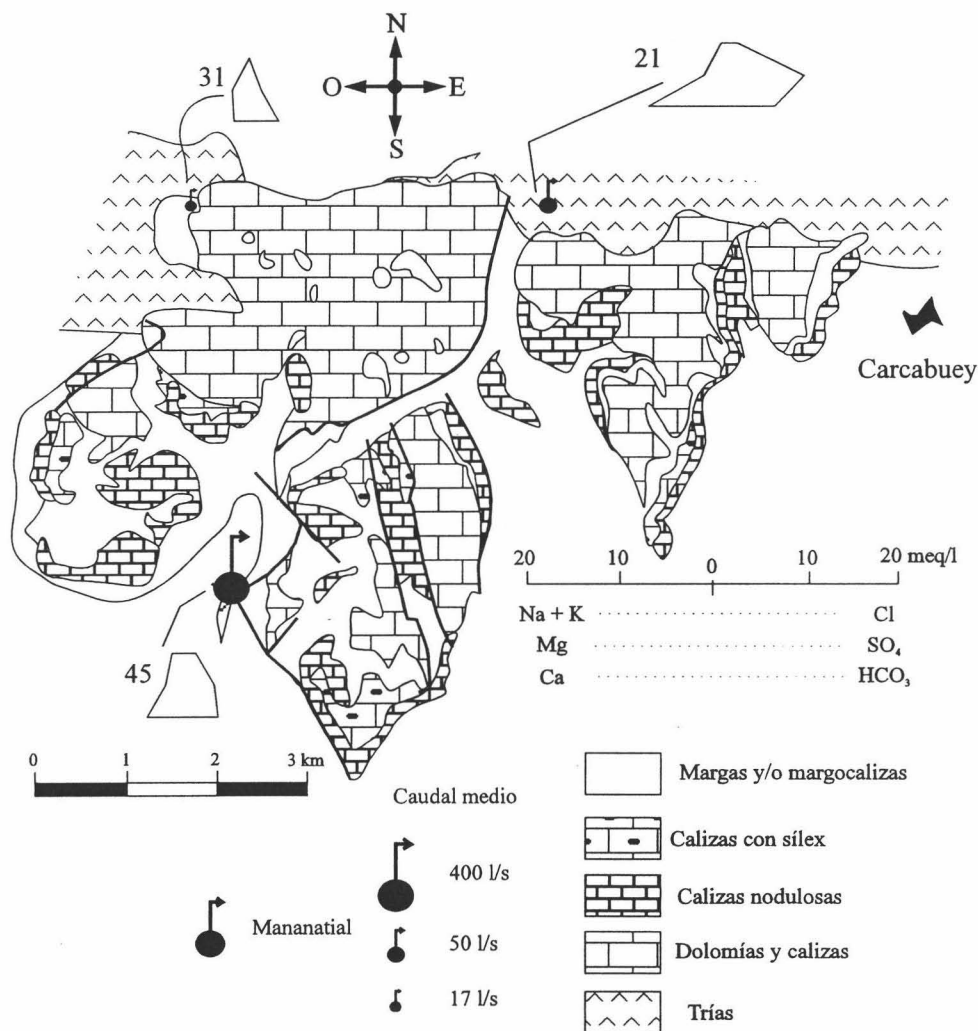 N
O E
S
31
21
Carcabuey
20 10 0 10 20 meq/l
Na + K Cl
Mg SO₄
Ca HCO₃
45
0 1 2 3 km
Caudal medio
400 l/s
50 l/s
17 l/s
Mananatial
Margas y/o margocalizas
Calizas con sílex
Calizas nodulosas
Dolomías y calizas
Trías